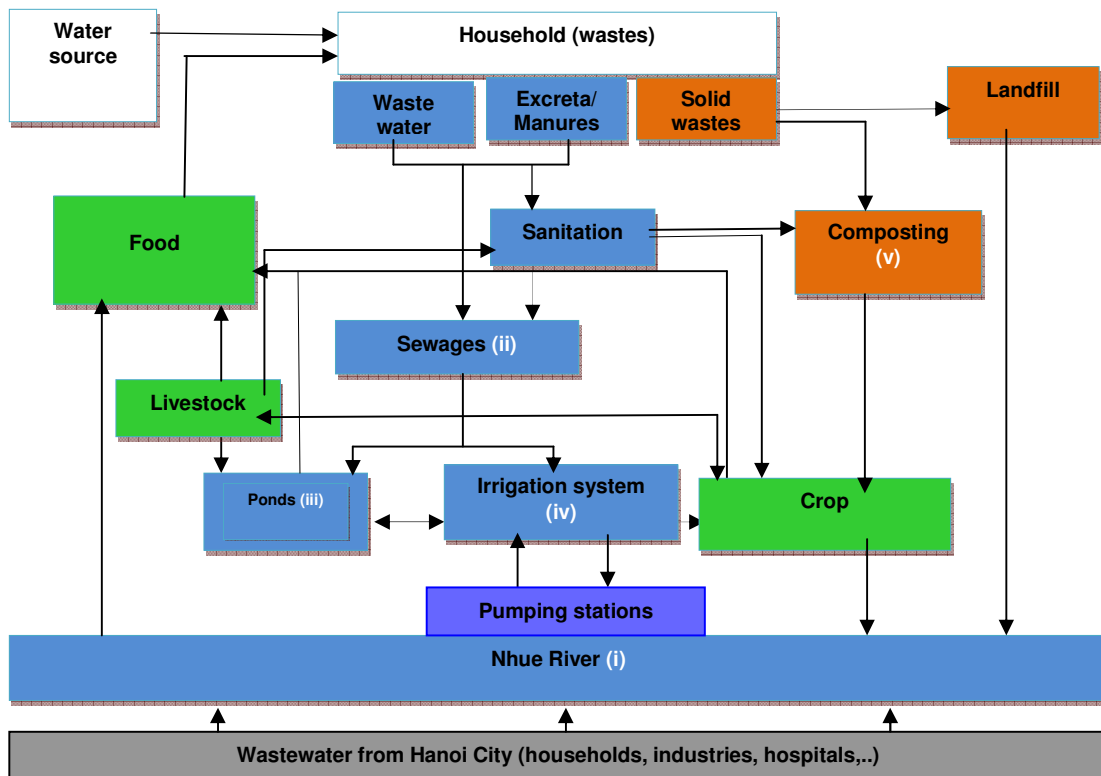 Water
source
Household (wastes)
Waste
water
Excreta/
Manures
Solid
wastes
Landfill
Food
Sanitation
Composting
(v)
Sewages (ii)
Livestock
Ponds (iii)
Irrigation system
(iv)
Crop
Pumping stations
Nhue River (i)
Wastewater from Hanoi City (households, industries, hospitals,..)